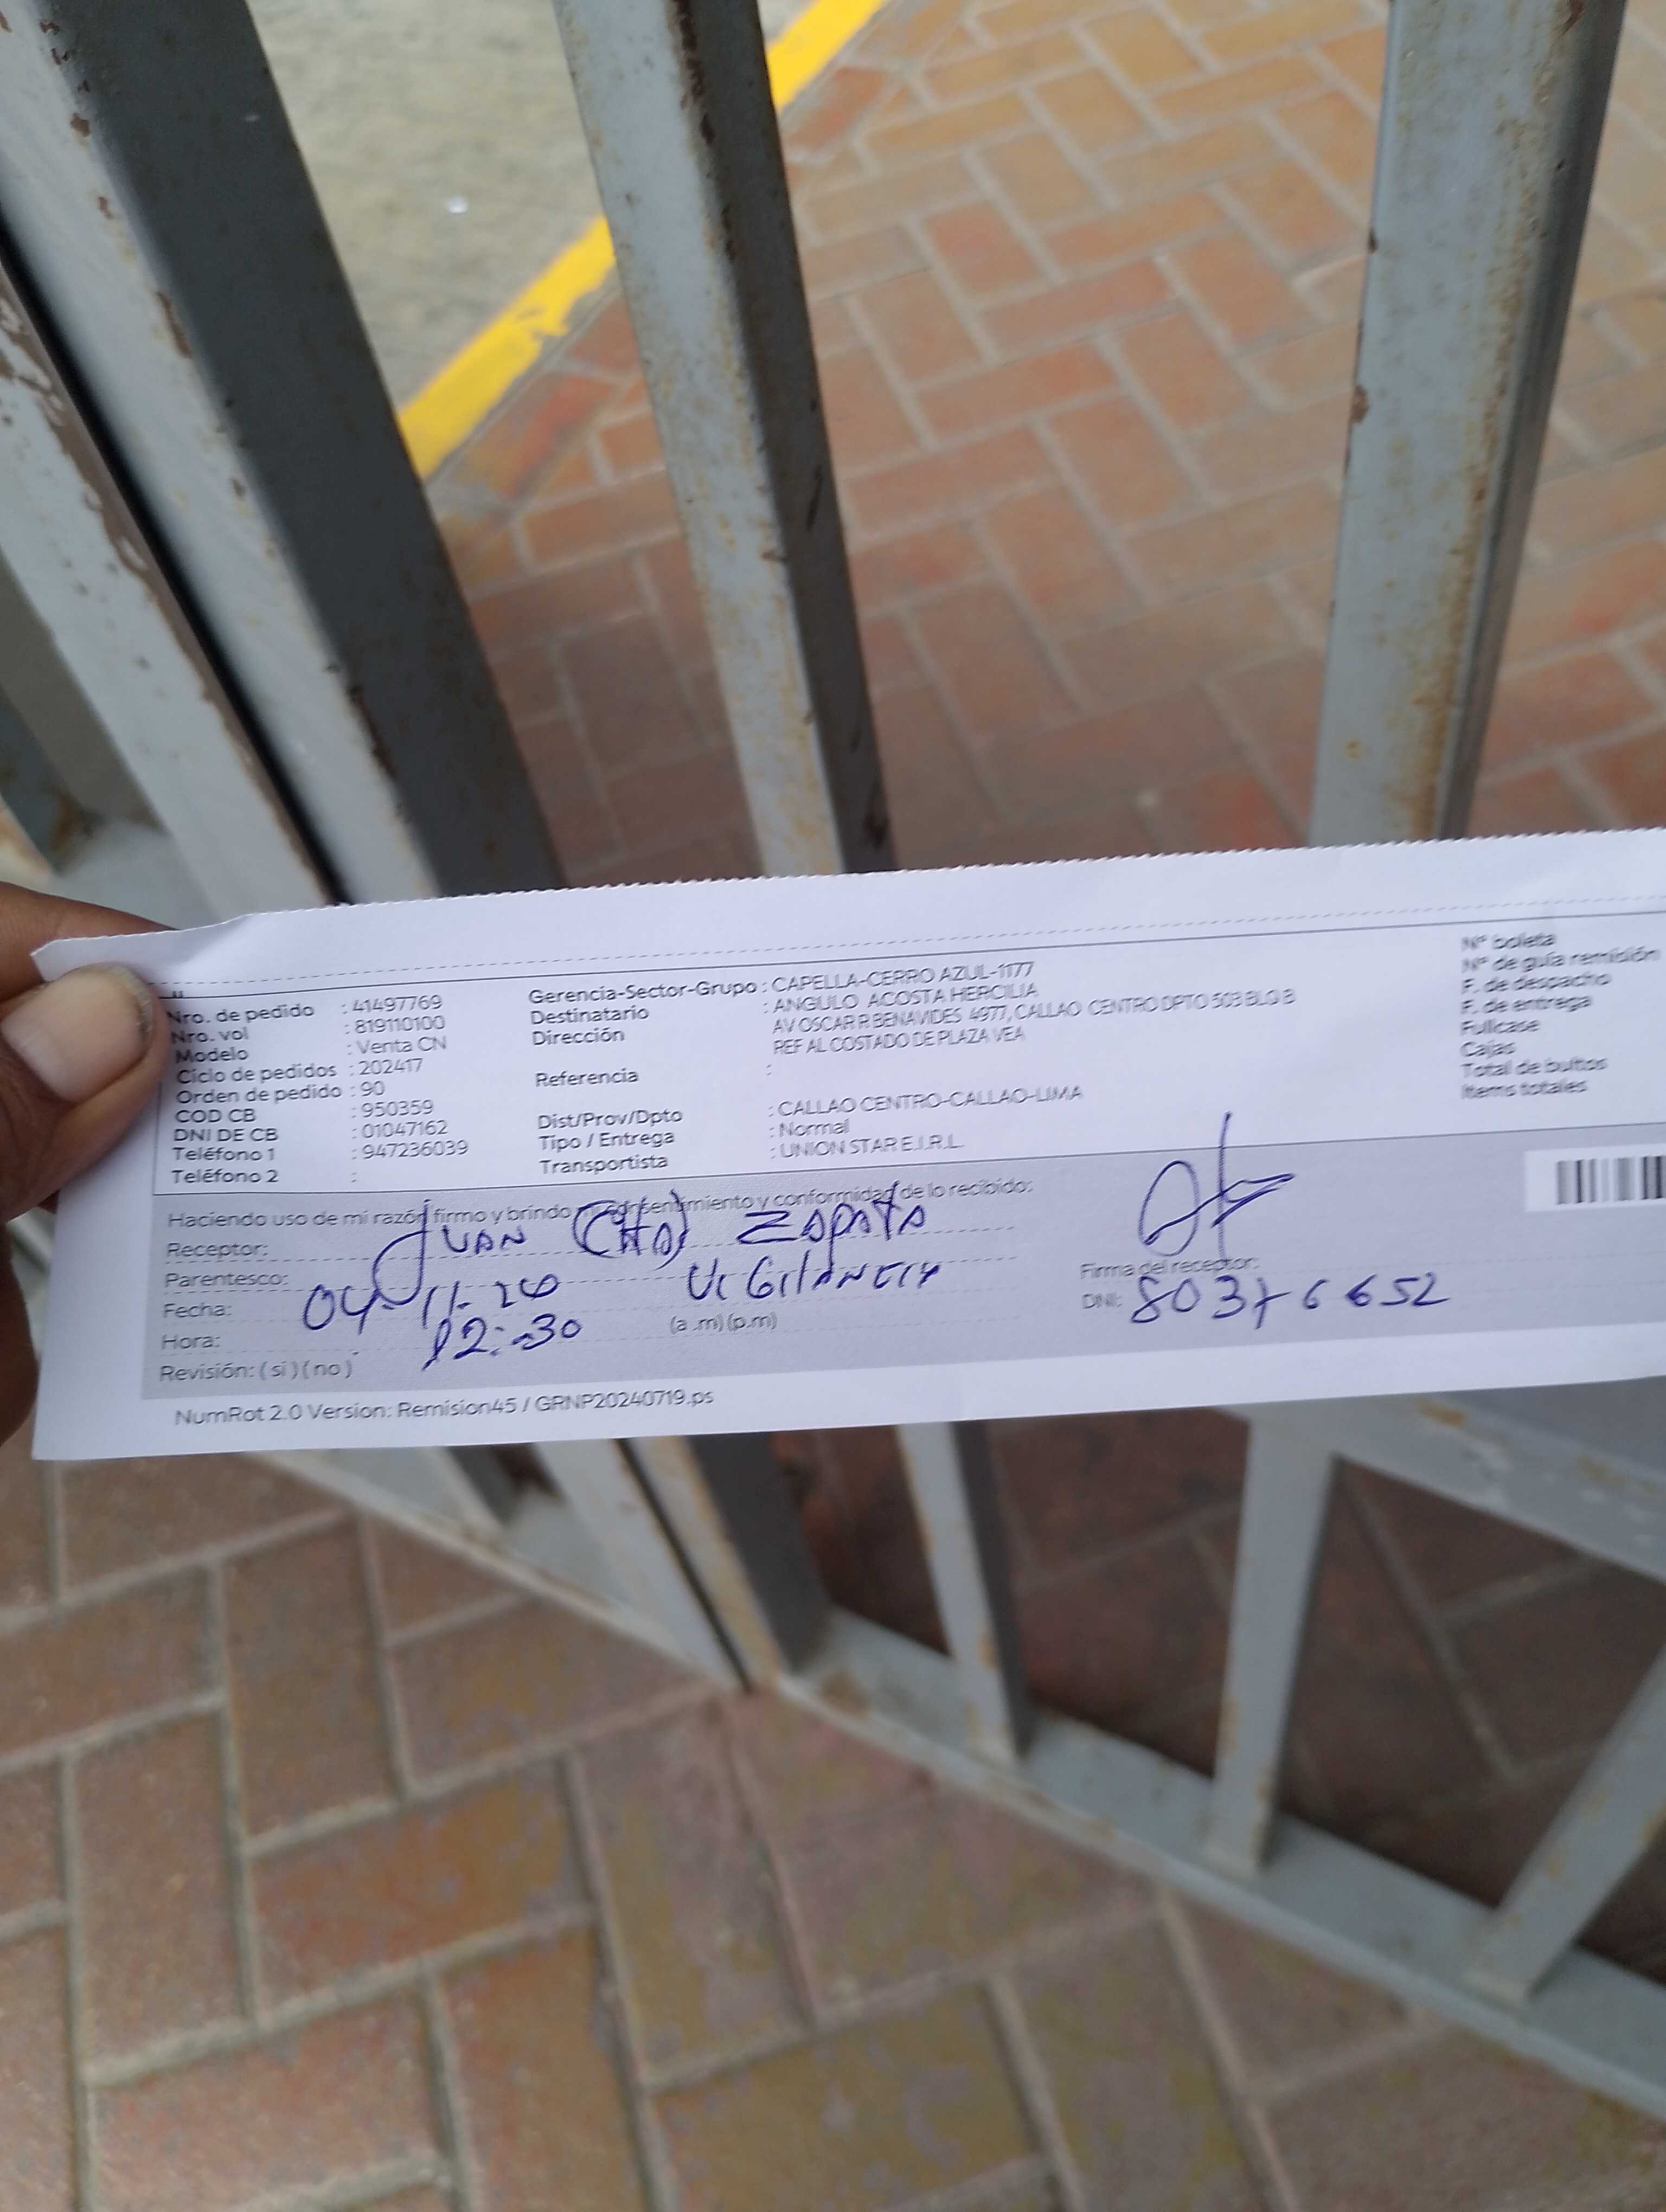 Nro. de pedido : 41497769
Nro. vol : 819110100
Modelo : Venta CN
Ciclo de pedidos : 202417
Orden de pedido : 90
COD CB : 950359
DNI DE CB : 01047162
Teléfono 1 : 947236039
Teléfono 2 :
Gerencia-Sector-Grupo : CAPELLA-CERRO AZUL-1177
Destinatario : ANGULO ACOSTA HERCILIA
Dirección AV OSCAR R BENAVIDES 4977, CALLAO CENTRO DPTO 503 BLQ B
REF AL COSTADO DE PLAZA VEA
Referencia :
Dist/Prov/Dpto : CALLAO CENTRO-CALLAO-LIMA
Tipo / Entrega : Normal
Transportista : UNION STAR E.I.R.L.
N° boleta
N° de guía remisión
F. de despacho
F. de entrega
Fullcase
Cajas
Total de bultos
Items totales
Haciendo uso de mi razón firmo y brindo mi consentimiento y conformidad de lo recibido:
Receptor: JUAN Zapata
Parentesco: ViGilANCIA
Fecha: 04-11-24
Hora: 12:30 (a .m) (p.m)
Revisión: ( si ) ( no )
Firma del receptor:
DNI: 80376652
NumRot 2.0 Version: Remision45 / GRNP20240719.ps